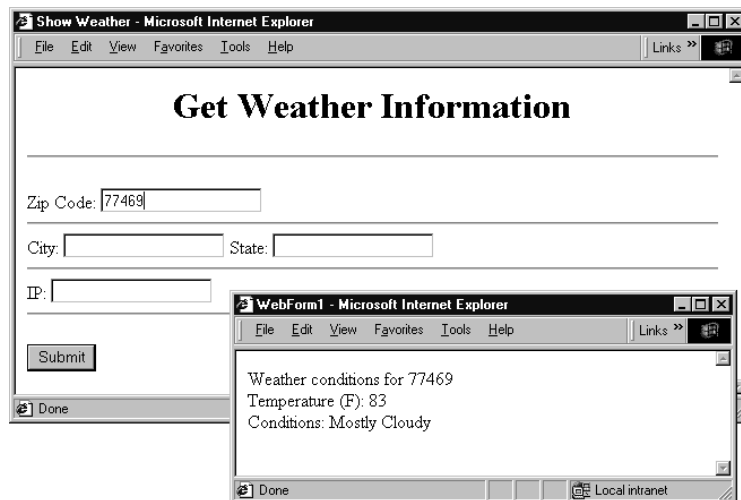 Show Weather - Microsoft Internet Explorer
File Edit View Favorites Tools Help Links »
Get Weather Information
Zip Code: 77469
City: State:
IP:
Submit
Done
WebForm1 - Microsoft Internet Explorer
File Edit View Favorites Tools Help Links »
Weather conditions for 77469
Temperature (F): 83
Conditions: Mostly Cloudy
Done Local intranet